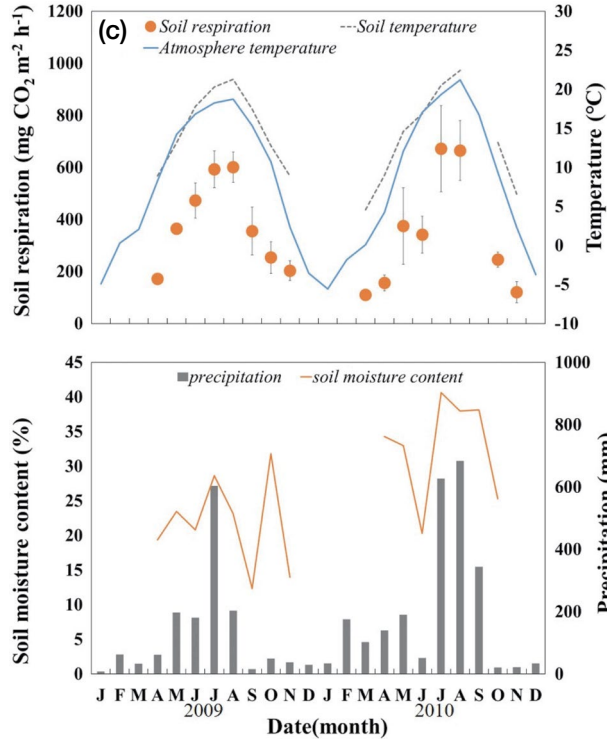 (c)
Soil respiration
Soil temperature
Atmosphere temperature
Soil respiration (mg CO₂ m⁻² h⁻¹)
1200
1000
800
600
400
200
0
Temperature (°C)
30
25
20
15
10
5
0
-5
-10
precipitation
soil moisture content
Soil moisture content (%)
45
40
35
30
25
20
15
10
5
0
Precipitation (mm)
1000
800
600
400
200
0
J F M A M J J A S O N D J F M A M J J A S O N D
2009 2010
Date(month)